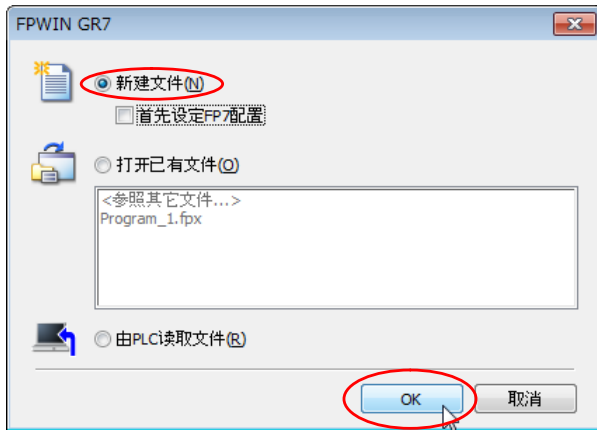 FPWIN GR7
新建文件(N)
首先设定FP7配置
打开已有文件(O)
<参照其它文件...>
Program_1.fpx
由PLC读取文件(R)
OK
取消